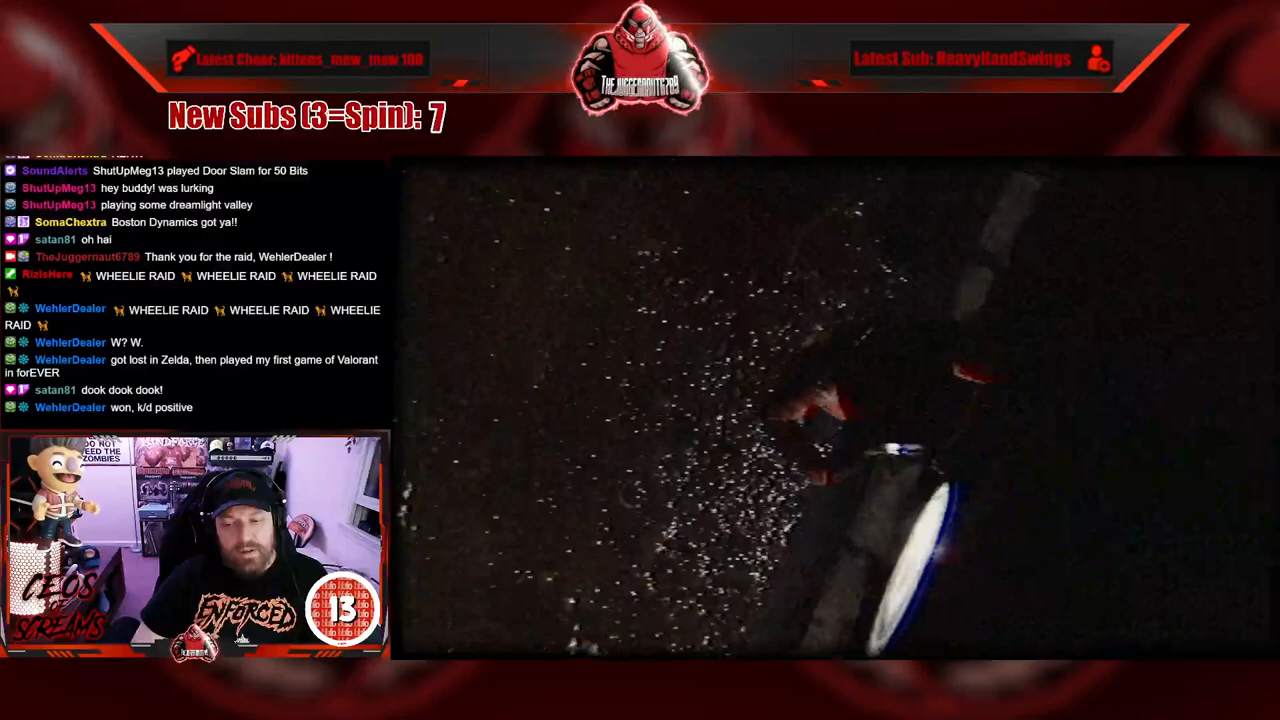 Latest Cheer: kittens_mew_mew 100
THEJUGGERNAUT6789
Latest Sub: RaavyHandSwings
New Subs (3=Spin): 7
SoundAlerts ShutUpMeg13 played Door Slam for 50 Bits
ShutUpMeg13 hey buddy! was lurking
ShutUpMeg13 playing some dreamlight valley
SomaChextra Boston Dynamics got ya!!
satan81 oh hai
TheJuggernaut6789 Thank you for the raid, WehlerDealer !
RizIsHere WHEELIE RAID WHEELIE RAID WHEELIE RAID
WehlerDealer WHEELIE RAID WHEELIE RAID WHEELIE
RAID
WehlerDealer W? W.
WehlerDealer got lost in Zelda, then played my first game of Valorant
in forEVER
satan81 dook dook dook!
WehlerDealer won, k/d positive
DO NOT
FEED THE
ZOMBIES
CEOS
OF
SCREAMS
ENFORCED
13